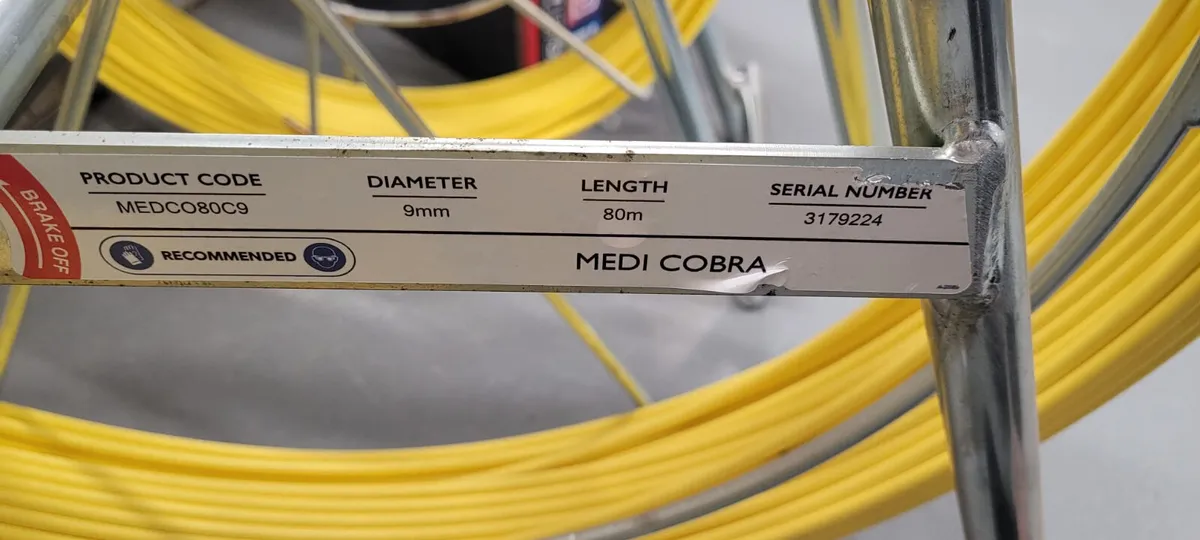 BRAKE OFF
PRODUCT CODE
MEDCO80C9
DIAMETER
9mm
LENGTH
80m
SERIAL NUMBER
3179224
RECOMMENDED
MEDI COBRA